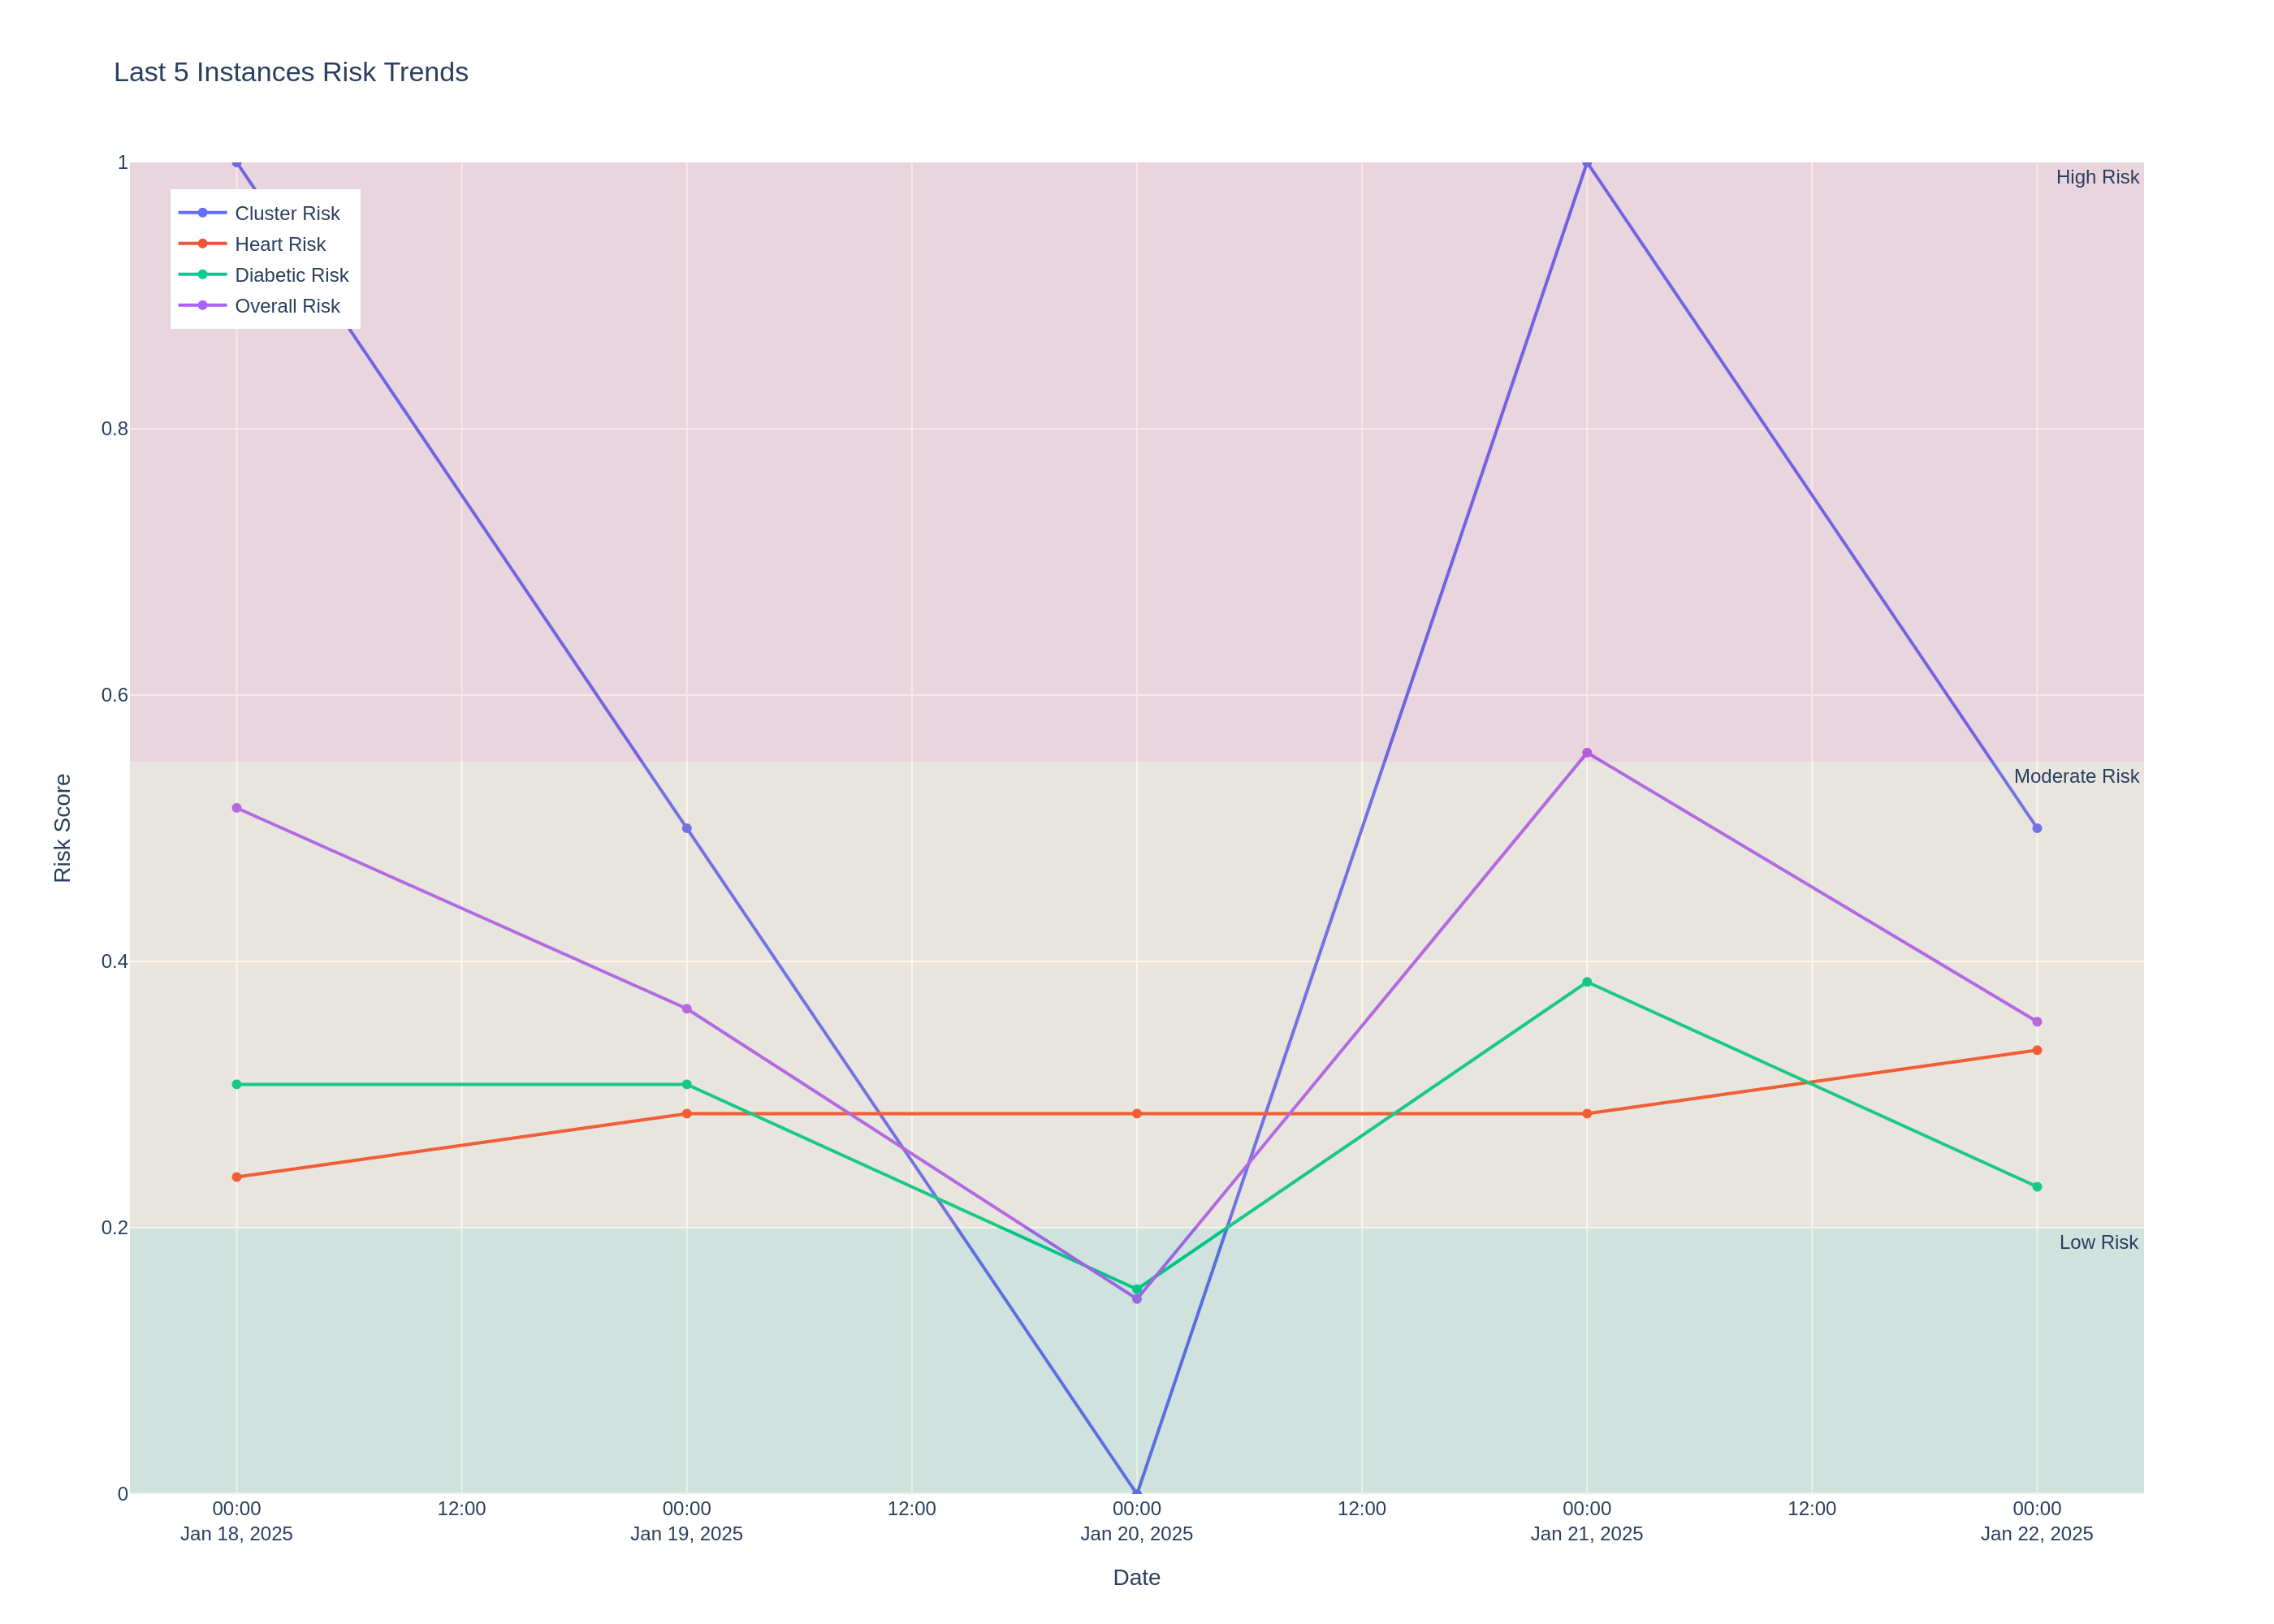 Last 5 Instances Risk Trends
Cluster Risk
Heart Risk
Diabetic Risk
Overall Risk
High Risk
Moderate Risk
Low Risk
Risk Score
1
0.8
0.6
0.4
0.2
0
00:00 12:00 00:00 12:00 00:00 12:00 00:00 12:00 00:00
Jan 18, 2025 Jan 19, 2025 Jan 20, 2025 Jan 21, 2025 Jan 22, 2025
Date